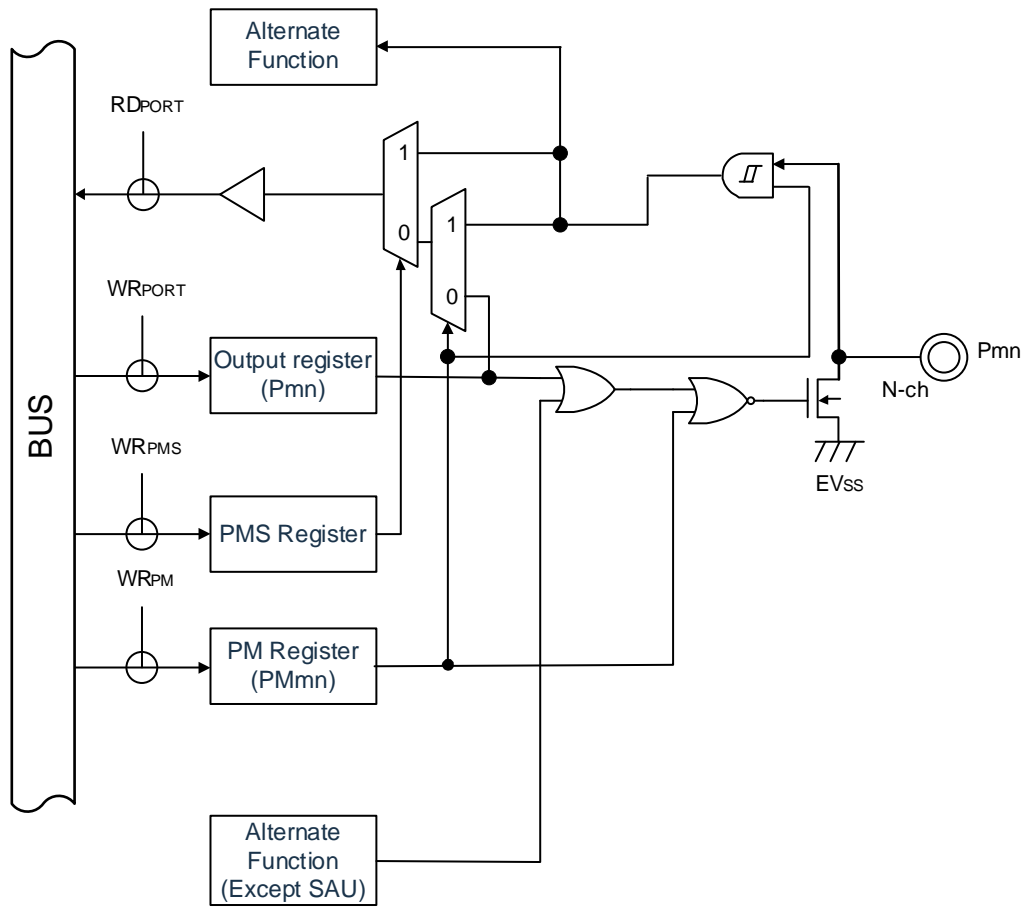 Alternate
Function
RDPORT
1
0
1
0
WRPORT
Output register
(Pmn)
Pmn
N-ch
EVSS
BUS
WRPMS
PMS Register
WRPM
PM Register
(PMmn)
Alternate
Function
(Except SAU)